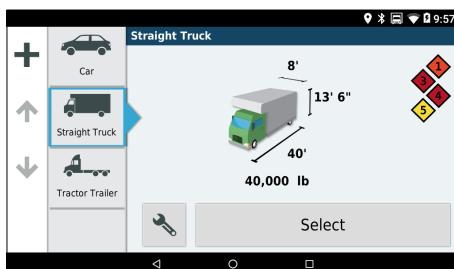 9:57
Straight Truck
Car
Straight Truck
Tractor Trailer
8'
13' 6"
40'
40,000 lb
1
3
4
5
Select